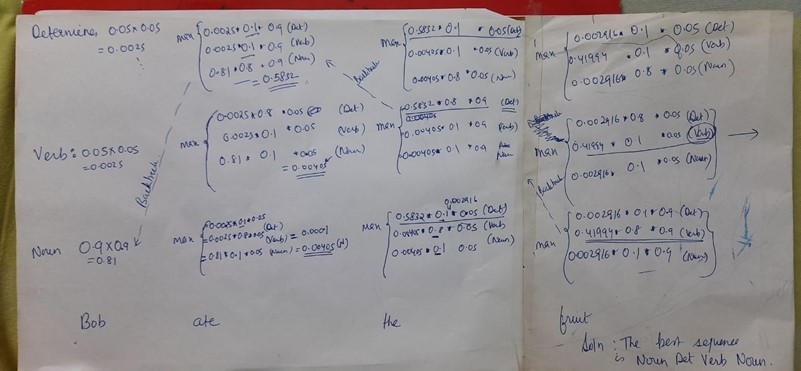 Determiner 0.05 x 0.05
= 0.0025
max
0.0025 * 0.1 * 0.9 (Det)
0.0025 * 0.1 * 0.9 (Verb)
0.81 * 0.8 * 0.9 (Noun)
= 0.5832
max
0.5832 * 0.1 * 0.05 (Det)
0.00405 * 0.1 * 0.05 (Verb)
0.00405 * 0.8 * 0.05 (Noun)
max
0.002916 * 0.1 * 0.05 (Det)
0.41994 * 0.1 * 0.05 (Verb)
0.002916 * 0.8 * 0.05 (Noun)
Backtrack
Backtrack
Verb = 0.05 x 0.05
= 0.0025
max
0.0025 * 0.8 * 0.05 (Det)
0.0025 * 0.1 * 0.05 (Verb)
0.81 * 0.1 * 0.05 (Noun)
= 0.00405
max
0.5832 * 0.8 * 0.9 (Det)
0.00405 * 0.1 * 0.9 (Verb)
0.00405 * 0.1 * 0.9 Noun
max
0.002916 * 0.8 * 0.05 (Det)
0.41994 * 0.1 * 0.05 (Verb)
0.002916 * 0.1 * 0.05 (Noun)
Backtrack
Noun 0.9 x 0.9
= 0.81
max
0.0025 * 0.1 * 0.05 (Det)
= 0.0025 * 0.8 * 0.05 (Verb) = 0.0001
= 0.81 * 0.1 * 0.05 (Noun) = 0.00405
0.002916
max
0.5832 * 0.1 * 0.05 (Det)
0.00405 * 0.8 * 0.05 (Verb)
0.00405 * 0.1 0.05 (Noun)
max
0.002916 * 0.1 * 0.9 (Det)
0.41994 * 0.8 * 0.9 (Verb)
0.002916 * 0.1 * 0.9 (Noun)
Bob ate the fruit
Soln : The best sequence
is Noun Det Verb Noun.